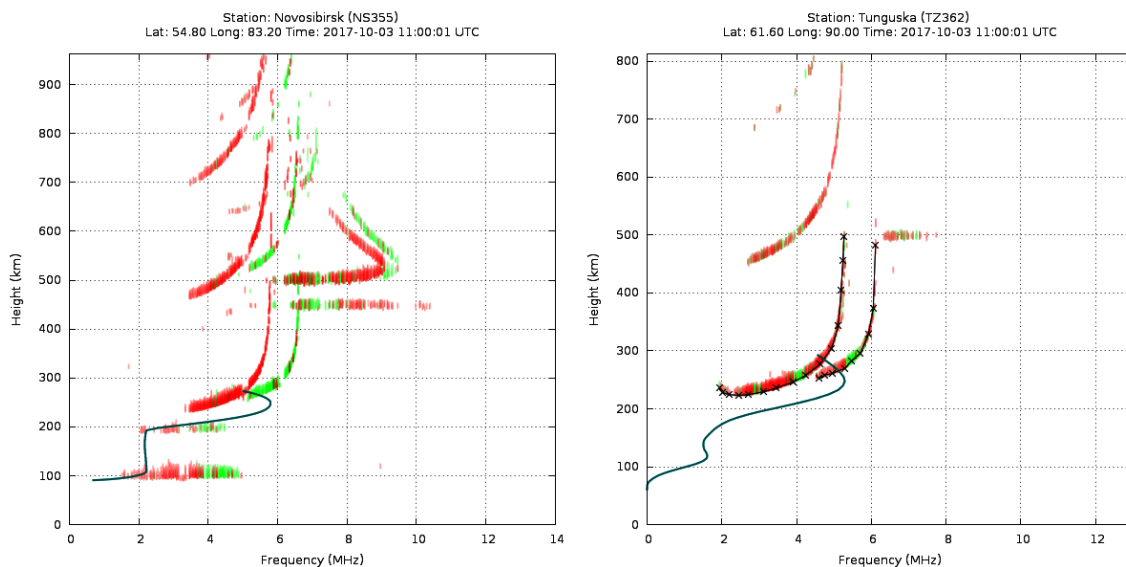 Station: Novosibirsk (NS355)
Lat: 54.80 Long: 83.20 Time: 2017-10-03 11:00:01 UTC
Height (km)
900
800
700
600
500
400
300
200
100
0
0 2 4 6 8 10 12 14
Frequency (MHz)
Station: Tunguska (TZ362)
Lat: 61.60 Long: 90.00 Time: 2017-10-03 11:00:01 UTC
Height (km)
800
700
600
500
400
300
200
100
0
0 2 4 6 8 10 12
Frequency (MHz)